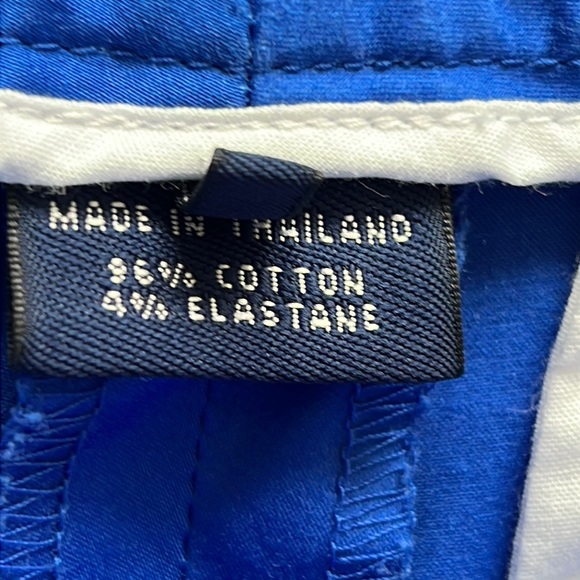 MADE IN THAILAND
96% COTTON
4% ELASTANE